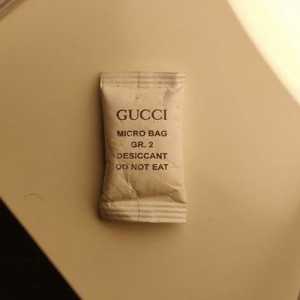 GUCCI
MICRO BAG
GR. 2
DESICCANT
DO NOT EAT